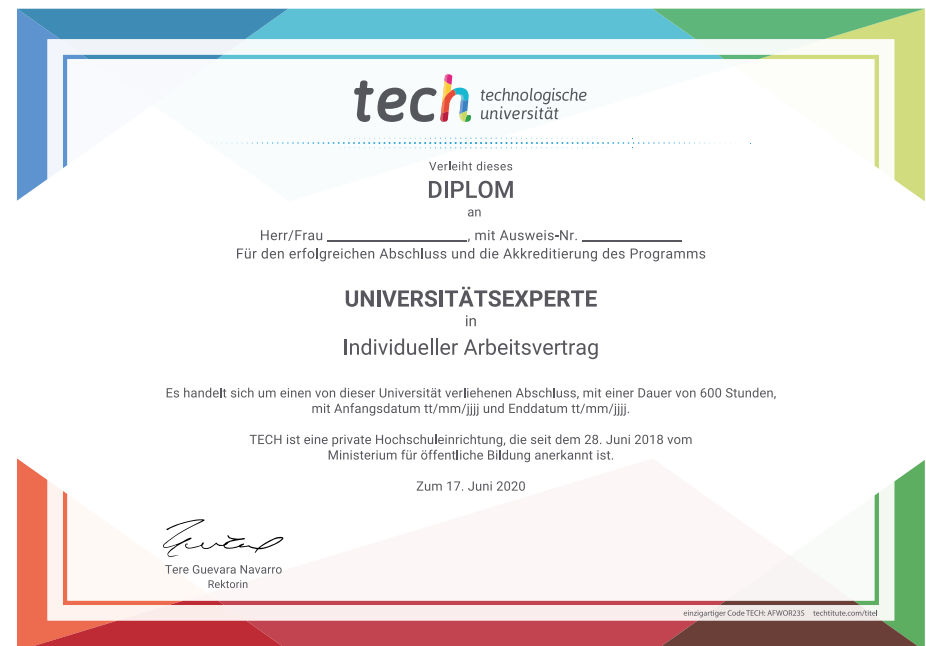 tech technologische
universität
Verleiht dieses
DIPLOM
an
Herr/Frau ____________, mit Ausweis-Nr. ____________
Für den erfolgreichen Abschluss und die Akkreditierung des Programms
UNIVERSITÄTSEXPERTE
in
Individueller Arbeitsvertrag
Es handelt sich um einen von dieser Universität verliehenen Abschluss, mit einer Dauer von 600 Stunden,
mit Anfangsdatum tt/mm/jjjj und Enddatum tt/mm/jjjj.
TECH ist eine private Hochschuleinrichtung, die seit dem 28. Juni 2018 vom
Ministerium für öffentliche Bildung anerkannt ist.
Zum 17. Juni 2020
Tere Guevara Navarro
Rektorin
einzigartiger Code TECH: AFWOR23S techtitute.com/titel